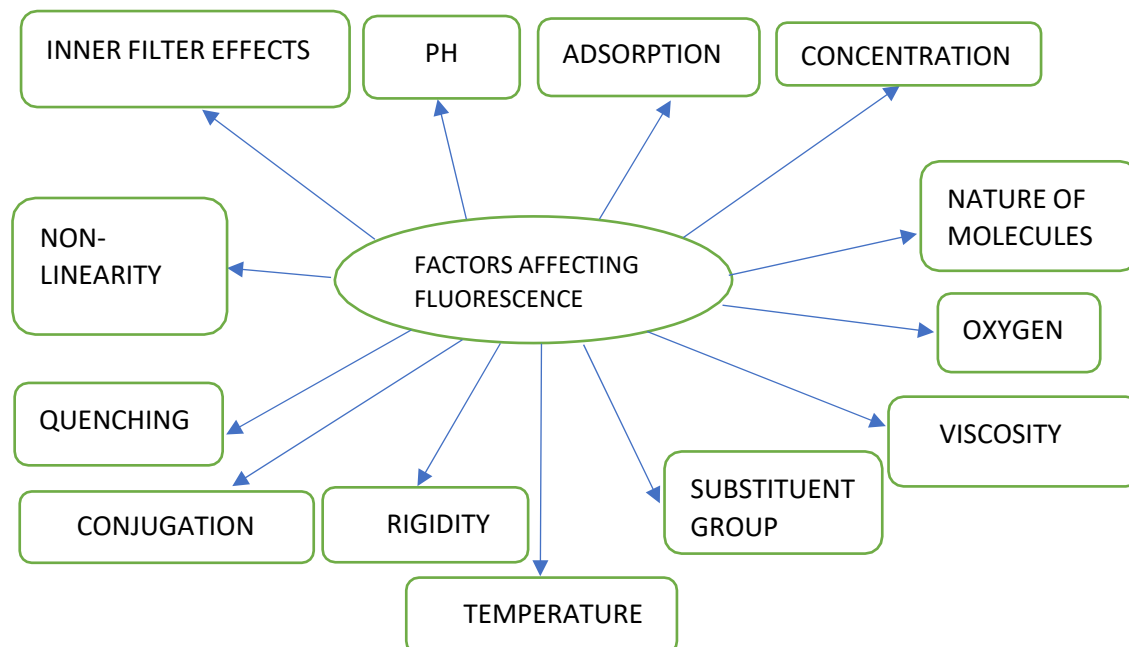 INNER FILTER EFFECTS
PH
ADSORPTION
CONCENTRATION
NATURE OF
MOLECULES
NON-
LINEARITY
FACTORS AFFECTING
FLUORESCENCE
OXYGEN
QUENCHING
VISCOSITY
CONJUGATION
RIGIDITY
SUBSTITUENT
GROUP
TEMPERATURE